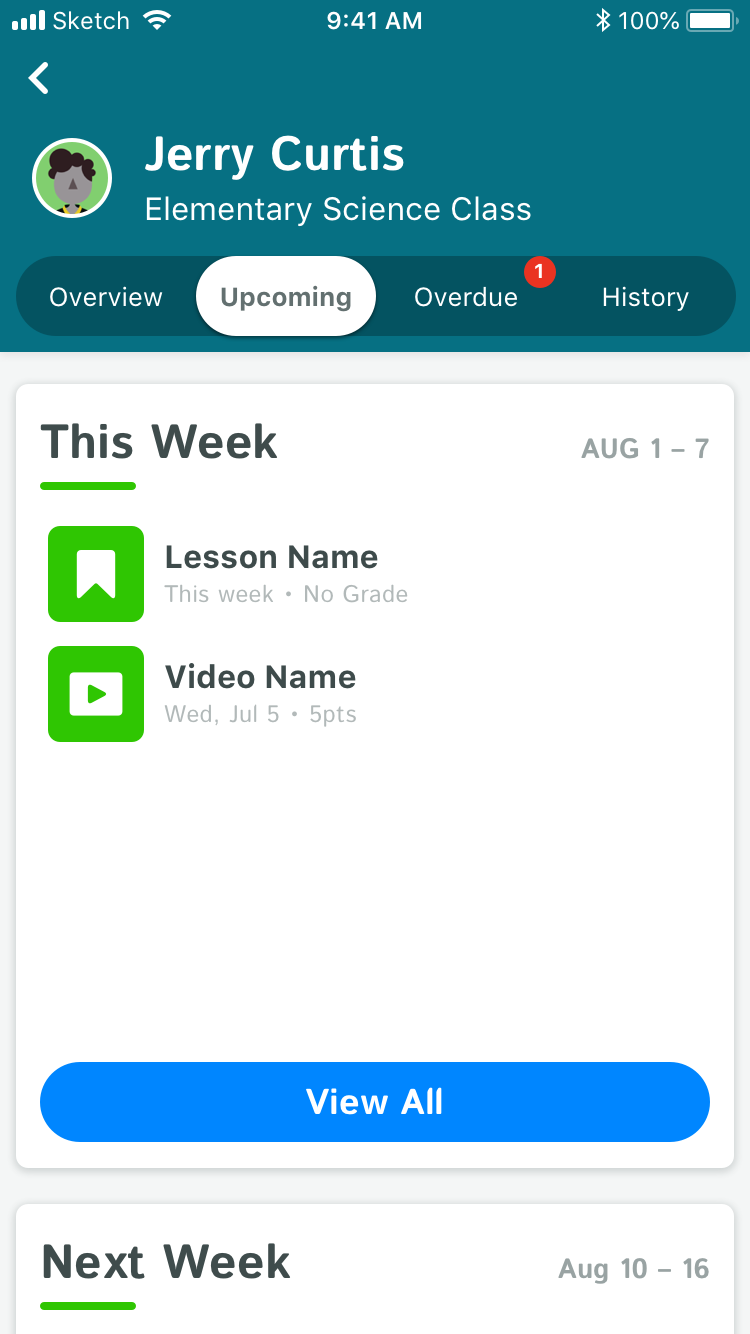 Sketch 9:41 AM 100%
Jerry Curtis
Elementary Science Class
Overview Upcoming Overdue 1 History
This Week AUG 1 – 7
Lesson Name
This week • No Grade
Video Name
Wed, Jul 5 • 5pts
View All
Next Week Aug 10 – 16